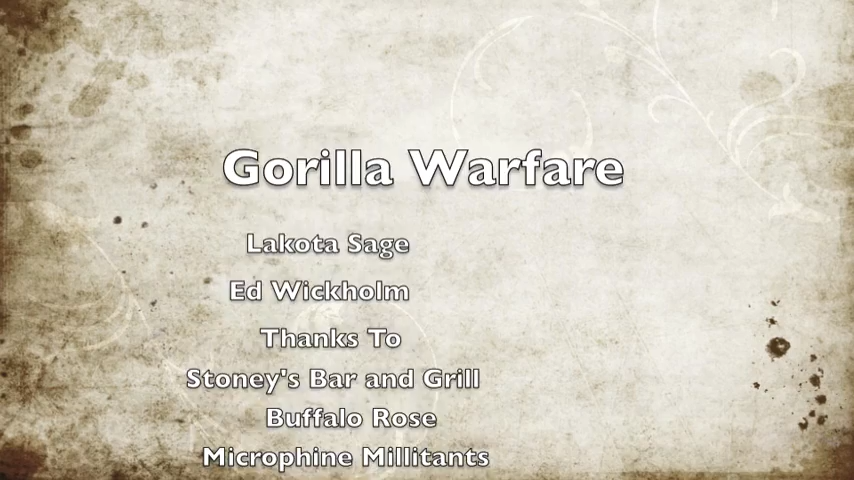 Gorilla Warfare
Lakota Sage
Ed Wickholm
Thanks To
Stoney's Bar and Grill
Buffalo Rose
Microphine Millitants